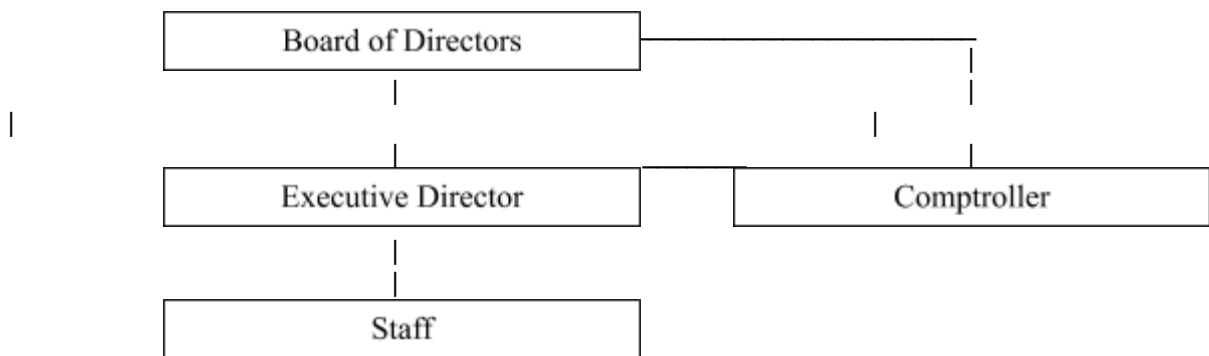 Board of Directors
Executive Director
Comptroller
Staff